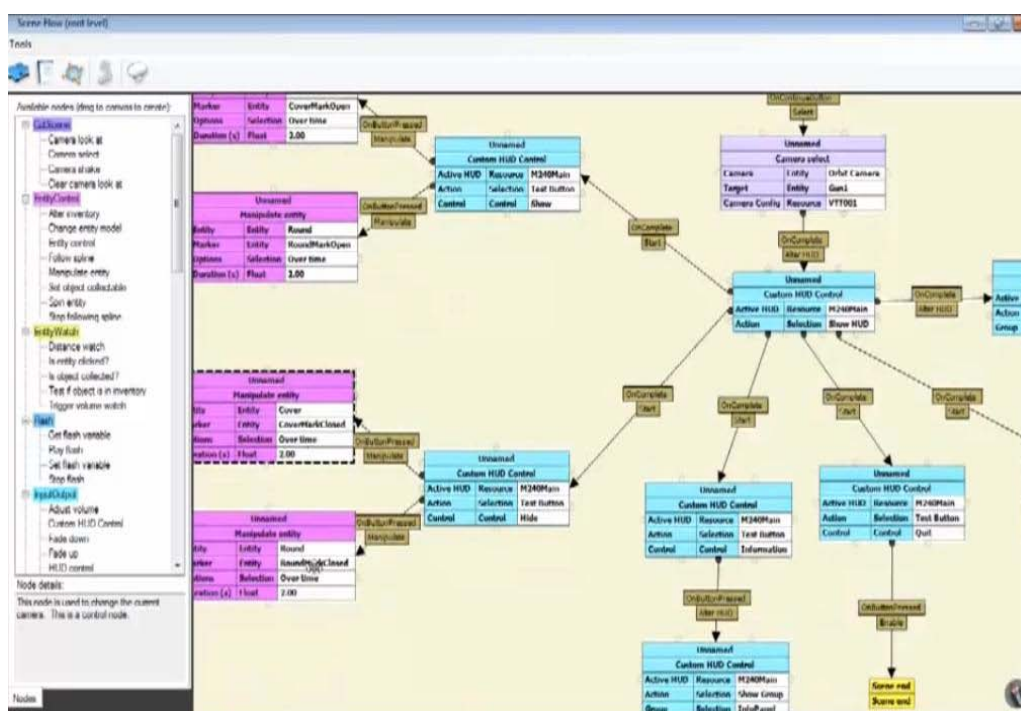 Scene Flow (root level)
Tools
Available nodes (drag to canvas to create):
CutScene
Camera look at
Camera select
Camera shake
Clear camera look at
EntityControl
Alter inventory
Change entity model
Entity control
Follow spline
Manipulate entity
Set object collectable
Spin entity
Stop following spline
EntityWatch
Distance watch
Is entity clicked?
Is object collected?
Test if object is in inventory
Trigger volume watch
Flash
Get flash variable
Play flash
Set flash variable
Stop flash
InputOutput
Adjust volume
Custom HUD Control
Fade down
Fade up
HUD control
Node details:
This node is used to change the current
camera. This is a control node.
Nodes
Marker Entity CoverMarkOpen
Options Selection Over time
Duration (s) Float 2.00
OnButtonPressed
Manipulate
Unnamed
Manipulate entity
Entity Entity Round
Marker Entity RoundMarkOpen
Options Selection Over time
Duration (s) Float 2.00
OnButtonPressed
Manipulate
Unnamed
Custom HUD Control
Active HUD Resource M240Main
Action Selection Test Button
Control Control Show
OnComplete
Start
OnContinueButton
Select
Unnamed
Camera select
Camera Entity Orbit Camera
Target Entity Gun1
Camera Config Resource VTT001
OnComplete
Alter HUD
Unnamed
Custom HUD Control
Active HUD Resource M240Main
Action Selection Show HUD
OnComplete
Alter HUD
Active
Action
Group
Unnamed
Manipulate entity
Entity Cover
Entity CoverMarkClosed
Selection Over time
Float 2.00
OnButtonPressed
Manipulate
Unnamed
Manipulate entity
Entity Round
Entity
Selection Over time
Float 2.00
OnButtonPressed
Manipulate
Unnamed
Custom HUD Control
Active HUD Resource M240Main
Action Selection Test Button
Control Control Hide
OnComplete
Start
OnComplete
Start
OnComplete
Start
OnComplete
Start
Unnamed
Custom HUD Control
Active HUD Resource M240Main
Action Selection Test Button
Control Control Information
OnButtonPressed
Alter HUD
Unnamed
Custom HUD Control
Active HUD Resource M240Main
Action Selection Show Group
Group Selection InfoPanel
Unnamed
Custom HUD Control
Active HUD Resource M240Main
Action Selection Test Button
Control Control Quit
OnButtonPressed
Enable
Scene end
Scene end